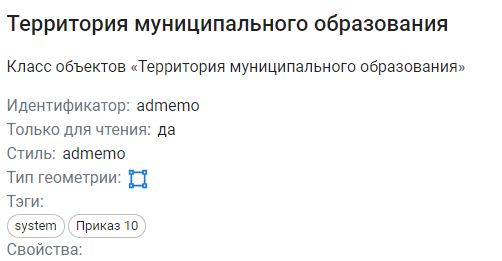 Территория муниципального образования
Класс объектов «Территория муниципального образования»
Идентификатор: admemo
Только для чтения: да
Стиль: admemo
Тип геометрии:
Тэги:
system Приказ 10
Свойства: